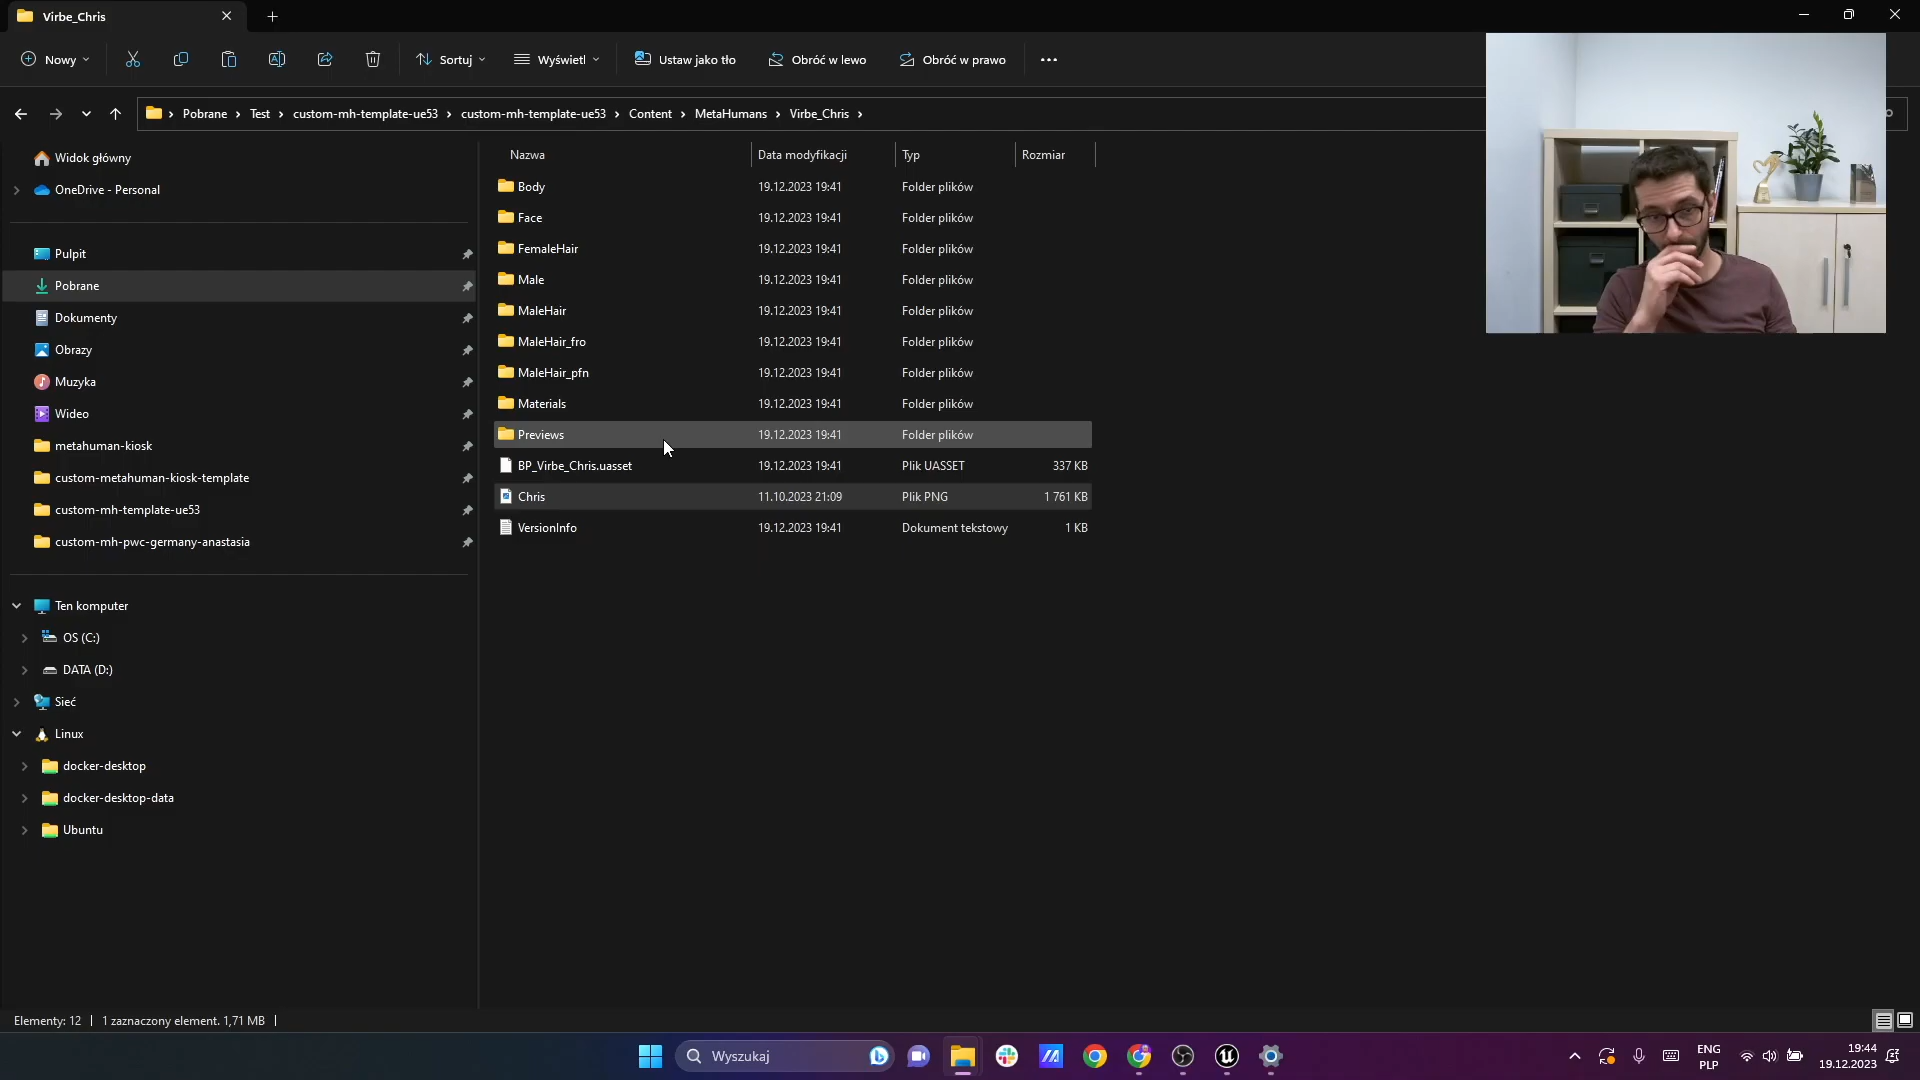 Virbe_Chris
Nowy
Sortuj
Wyświetl
Ustaw jako tło
Obróć w lewo
Obróć w prawo
Pobrane > Test > custom-mh-template-ue53 > custom-mh-template-ue53 > Content > MetaHumans > Virbe_Chris >
Widok główny
OneDrive - Personal
Pulpit
Pobrane
Dokumenty
Obrazy
Muzyka
Wideo
metahuman-kiosk
custom-metahuman-kiosk-template
custom-mh-template-ue53
custom-mh-pwc-germany-anastasia
Ten komputer
OS (C:)
DATA (D:)
Sieć
Linux
docker-desktop
docker-desktop-data
Ubuntu
Nazwa Data modyfikacji Typ Rozmiar
Body 19.12.2023 19:41 Folder plików
Face 19.12.2023 19:41 Folder plików
FemaleHair 19.12.2023 19:41 Folder plików
Male 19.12.2023 19:41 Folder plików
MaleHair 19.12.2023 19:41 Folder plików
MaleHair_fro 19.12.2023 19:41 Folder plików
MaleHair_pfn 19.12.2023 19:41 Folder plików
Materials 19.12.2023 19:41 Folder plików
Previews 19.12.2023 19:41 Folder plików
BP_Virbe_Chris.uasset 19.12.2023 19:41 Plik UASSET 337 KB
Chris 11.10.2023 21:09 Plik PNG 1 761 KB
VersionInfo 19.12.2023 19:41 Dokument tekstowy 1 KB
Elementy: 12 | 1 zaznaczony element. 1,71 MB |
Wyszukaj
ENG
PLP
19:44
19.12.2023